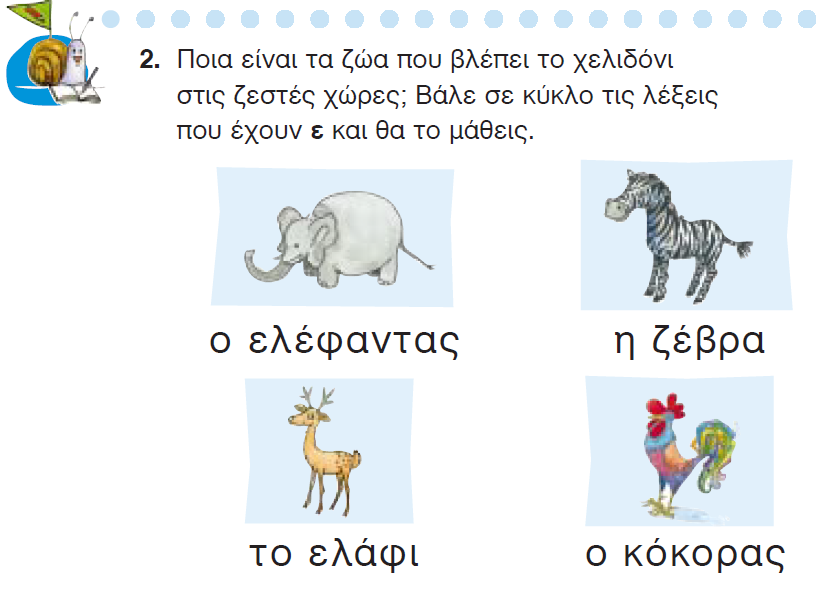 2. Ποια είναι τα ζώα που βλέπει το χελιδόνι
στις ζεστές χώρες; Βάλε σε κύκλο τις λέξεις
που έχουν ε και θα το μάθεις.
ο ελέφαντας
η ζέβρα
το ελάφι
ο κόκορας